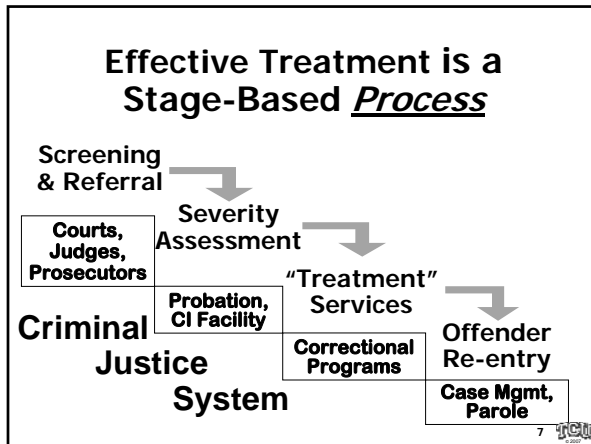 Effective Treatment is a
Stage-Based Process
Screening
& Referral
Courts,
Judges,
Prosecutors
Severity
Assessment
Probation,
CI Facility
"Treatment"
Services
Correctional
Programs
Offender
Re-entry
Case Mgmt,
Parole
Criminal
Justice
System
7
TCU
© 2007